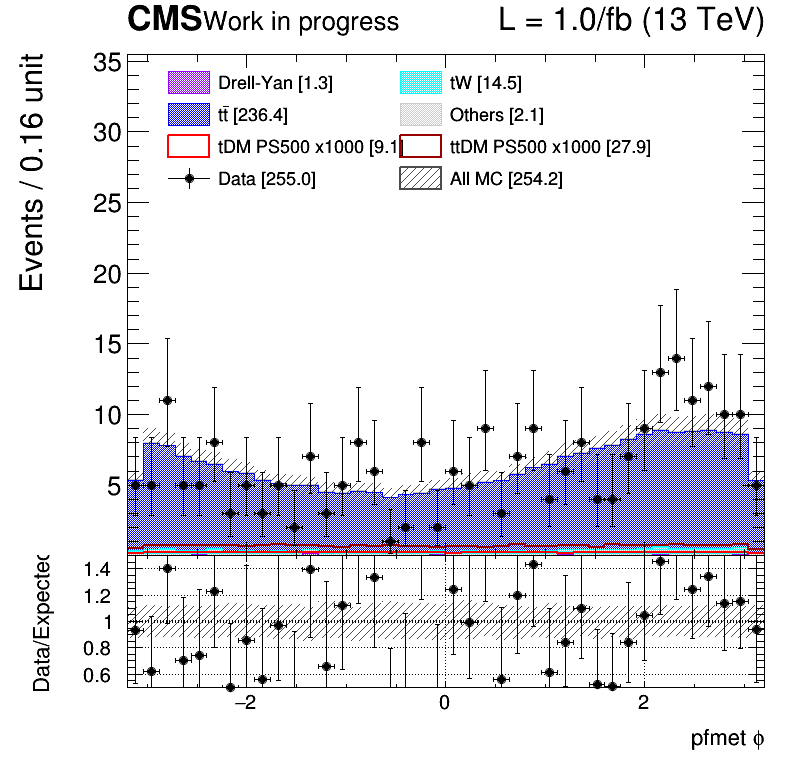 CMS Work in progress L = 1.0/fb (13 TeV)
Events / 0.16 unit
35
30
25
20
15
10
5
Drell-Yan [1.3] tW [14.5]
tt̄ [236.4] Others [2.1]
tDM PS500 x1000 [9.1 ttDM PS500 x1000 [27.9]
Data [255.0] All MC [254.2]
Data/Expected
1.4
1.2
1
0.8
0.6
−2 0 2
pfmet ϕ